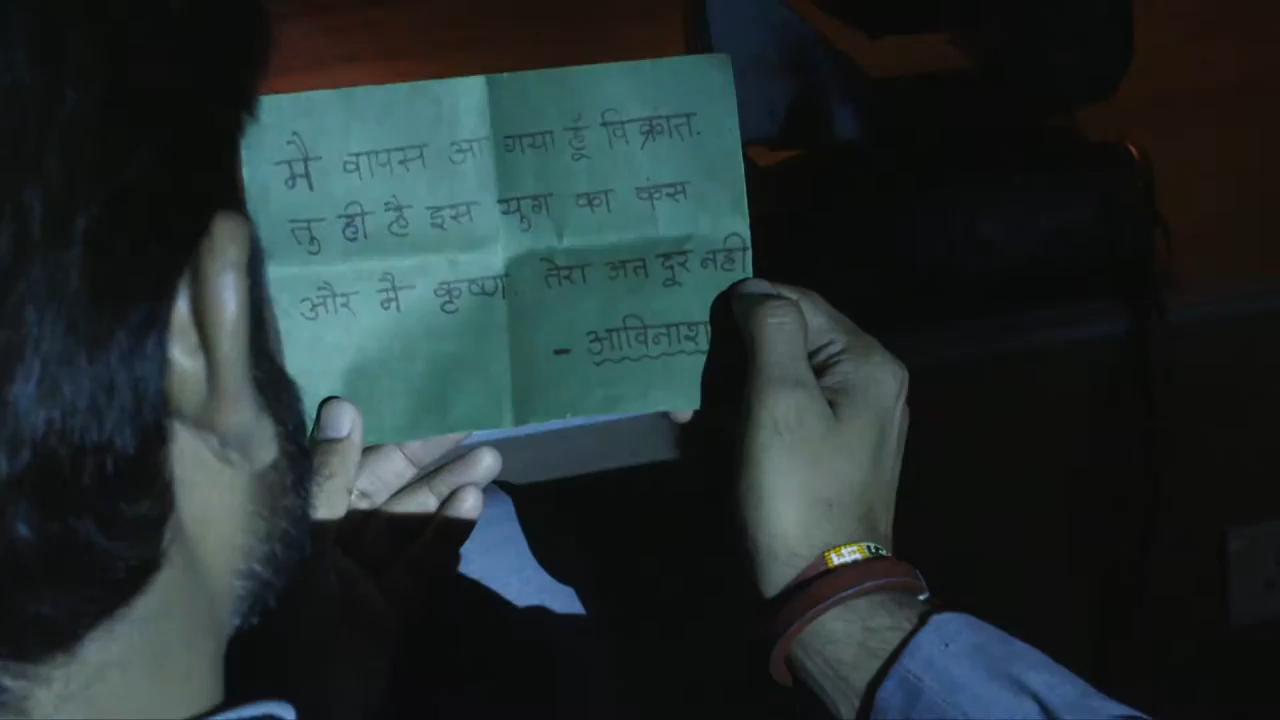 मै वापस आ गया हूँ विक्रांत.
तु ही है इस युग का कंस
और मै कृष्ण. तेरा अत दूर नही
- आविनाश